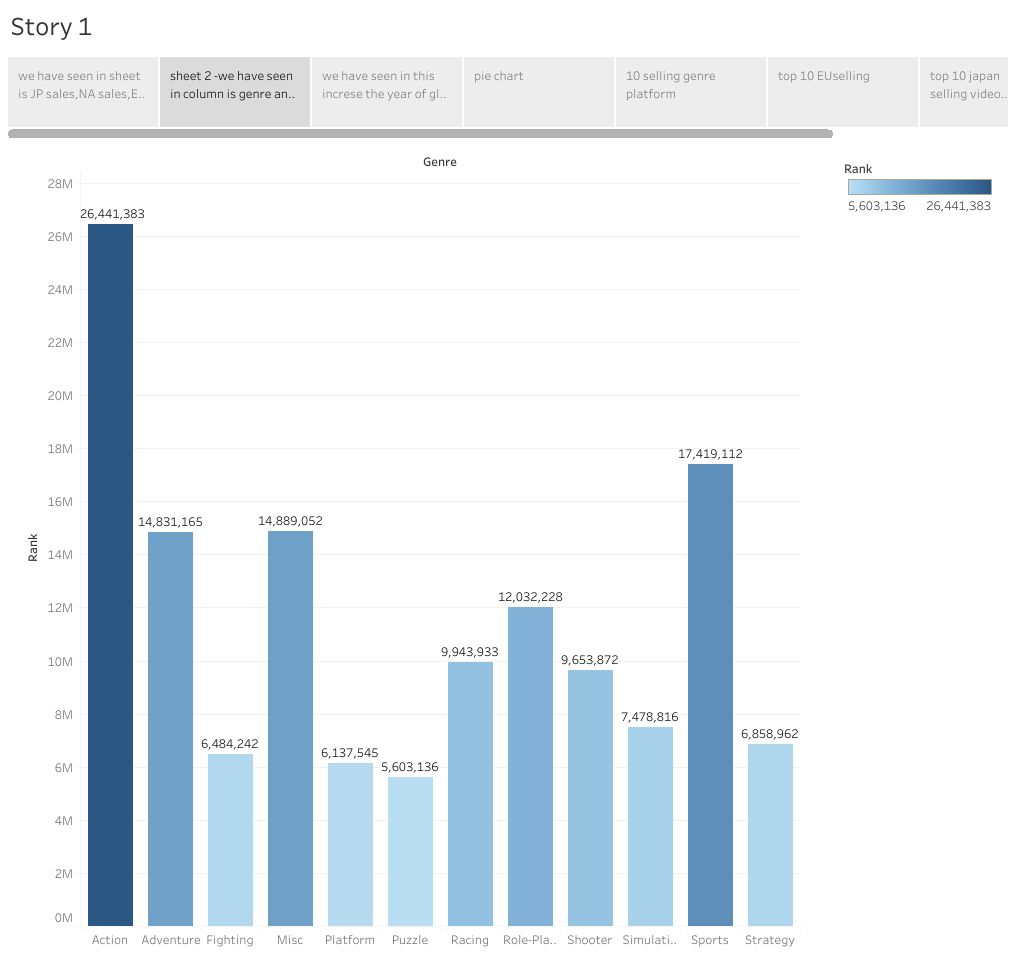 Story 1
we have seen in sheet
is JP sales,NA sales,E..
sheet 2 -we have seen
in column is genre an..
we have seen in this
increse the year of gl..
pie chart
10 selling genre
platform
top 10 EUselling
top 10 japan
selling video..
Genre
Rank
5,603,136
26,441,383
28M
26M
24M
22M
20M
18M
16M
14M
12M
10M
8M
6M
4M
2M
0M
Rank
26,441,383
14,831,165
6,484,242
14,889,052
6,137,545
5,603,136
9,943,933
12,032,228
9,653,872
7,478,816
17,419,112
6,858,962
Action
Adventure
Fighting
Misc
Platform
Puzzle
Racing
Role-Pla..
Shooter
Simulati..
Sports
Strategy